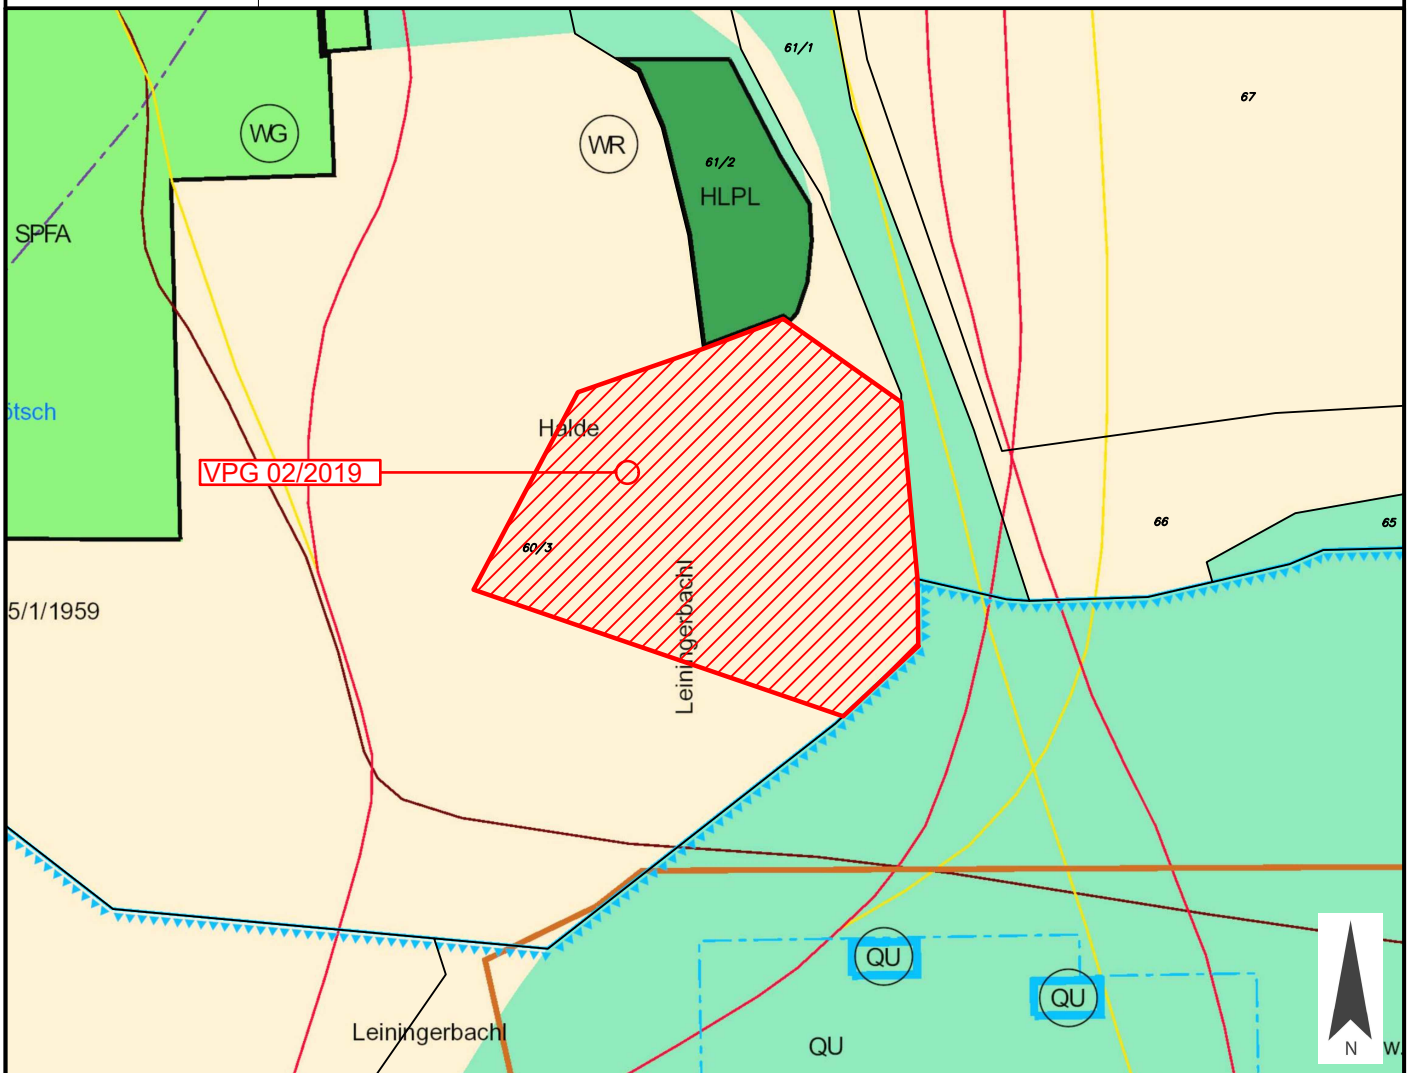 61/1
67
WG
WR
61/2
HLPL
SPFA
ötsch
Halde
VPG 02/2019
66
65
60/3
Leiningerbachl
5/1/1959
QU
QU
Leiningerbachl
QU
N
W.